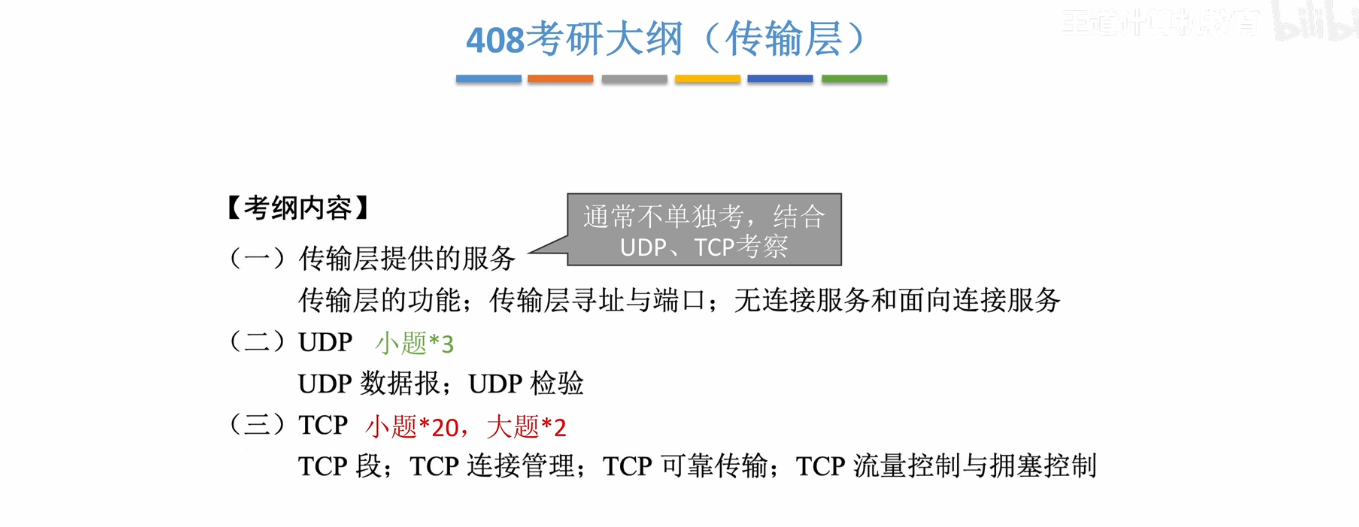 王道计算机教育 bilibili
408考研大纲（传输层）
【考纲内容】
通常不单独考，结合
UDP、TCP考察
（一）传输层提供的服务
传输层的功能；传输层寻址与端口；无连接服务和面向连接服务
（二）UDP 小题*3
UDP 数据报；UDP 检验
（三）TCP 小题*20，大题*2
TCP 段；TCP 连接管理；TCP 可靠传输；TCP 流量控制与拥塞控制